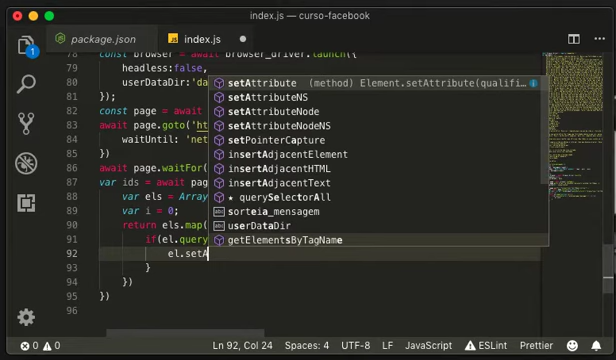 index.js — curso-facebook
package.json
index.js
78 const browser = await browser_driver.launch({
79 headless:false,
80 userDataDir:'da
81 });
82 const page = await
83 await page.goto('ht
84 waitUntil: 'net
85 })
86 await page.waitFor(
87 var ids = await pag
88 var els = Array
89 var i = 0;
90 return els.map(
91 if(el.query
92 el.setA
93 }
94 })
95 })
96
setAttribute (method) Element.setAttribute(qualifi…
setAttributeNS
setAttributeNode
setAttributeNodeNS
setPointerCapture
insertAdjacentElement
insertAdjacentHTML
insertAdjacentText
★ querySelectorAll
abc sorteia_mensagem
abc userDataDir
getElementsByTagName
1
0 0 Ln 92, Col 24 Spaces: 4 UTF-8 LF JavaScript ESLint Prettier